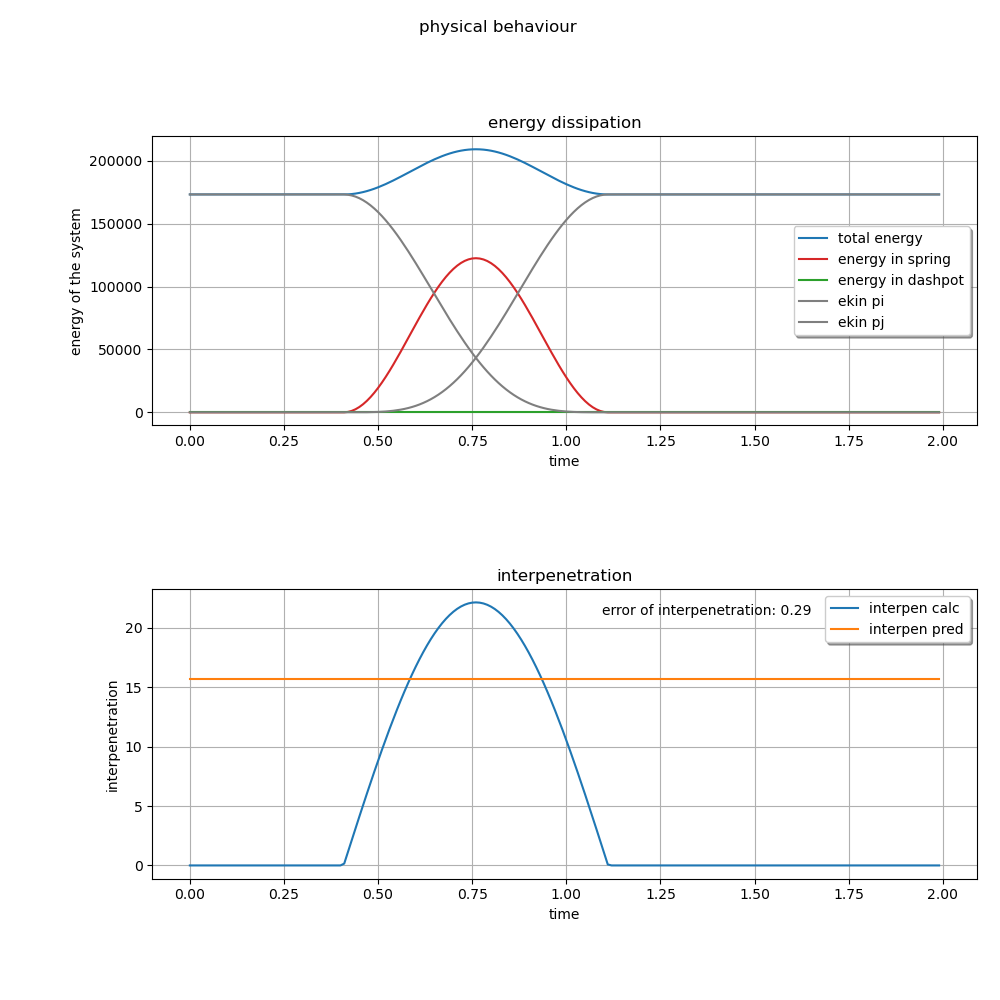 physical behaviour
energy dissipation
energy of the system
200000
150000
100000
50000
0
total energy
energy in spring
energy in dashpot
ekin pi
ekin pj
0.00 0.25 0.50 0.75 1.00 1.25 1.50 1.75 2.00
time
interpenetration
interpenetration
20
15
10
5
0
error of interpenetration: 0.29
interpen calc
interpen pred
0.00 0.25 0.50 0.75 1.00 1.25 1.50 1.75 2.00
time